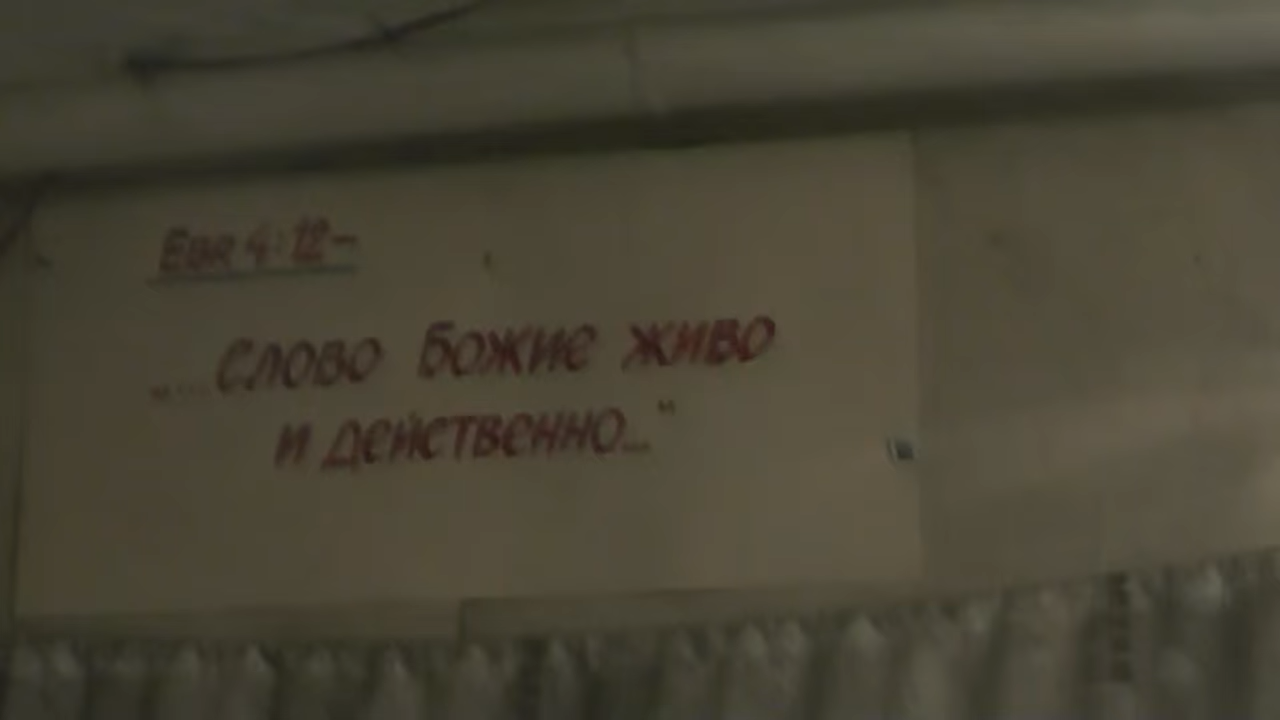 Евр 4:12-
„...Слово Божие живо
и действенно..."